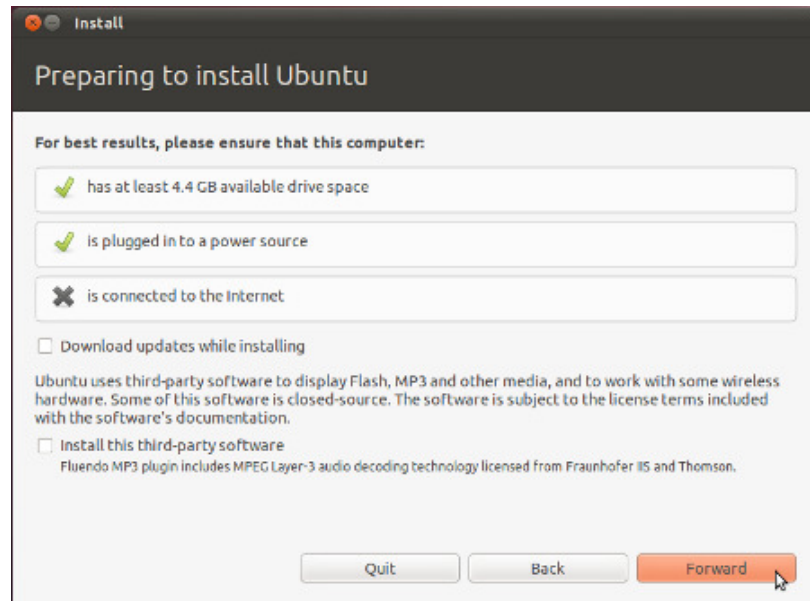 Install
Preparing to install Ubuntu
For best results, please ensure that this computer:
has at least 4.4 GB available drive space
is plugged in to a power source
is connected to the Internet
Download updates while installing
Ubuntu uses third-party software to display Flash, MP3 and other media, and to work with some wireless
hardware. Some of this software is closed-source. The software is subject to the license terms included
with the software's documentation.
Install this third-party software
Fluendo MP3 plugin includes MPEG Layer-3 audio decoding technology licensed from Fraunhofer IIS and Thomson.
Quit Back Forward